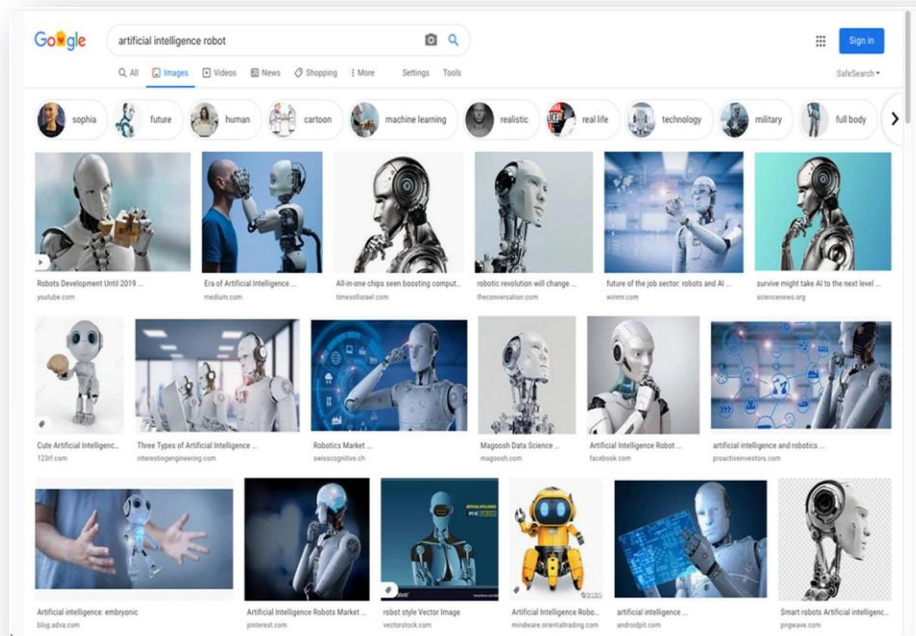 Google
artificial intelligence robot
Sign in
All Images Videos News Shopping More Settings Tools SafeSearch
sophia future human cartoon machine learning realistic real life technology military full body
Robots Development Until 2019 ... Era of Artificial Intelligence ... All-in-one chips seen boosting comput... robotic revolution will change ... future of the job sector: robots and AI ... survive might take AI to the next level ...
youtube.com medium.com timesofisrael.com theconversation.com winmr.com sciencenews.org
Cute Artificial Intelligenc... Three Types of Artificial Intelligence ... Robotics Market ... Magoosh Data Science ... Artificial Intelligence Robot ... artificial intelligence and robotics ...
123rf.com interestingengineering.com swisscognitive.ch magoosh.com facebook.com proactiveinvestors.com
Artificial intelligence: embryonic Artificial Intelligence Robots Market ... robot style Vector Image Artificial Intelligence Robo... artificial intelligence ... Smart robots Artificial intelligenc...
blog.adva.com pinterest.com vectorstock.com mindware.orientaltrading.com androidpit.com pngwave.com